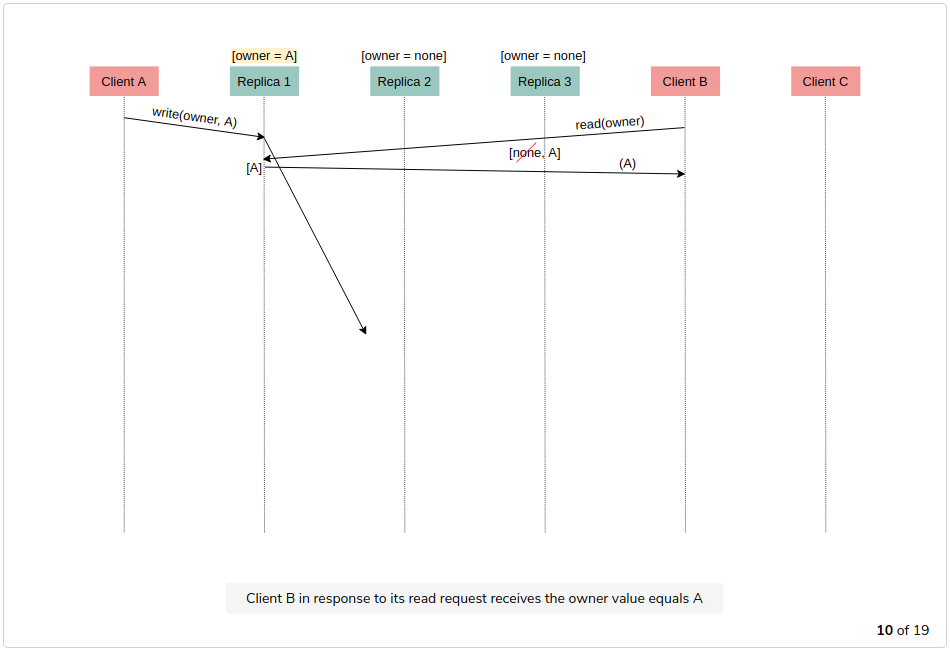 [owner = A] [owner = none] [owner = none]
Client A Replica 1 Replica 2 Replica 3 Client B Client C
write(owner, A)
read(owner)
[none, A]
[A]
(A)
Client B in response to its read request receives the owner value equals A
10 of 19